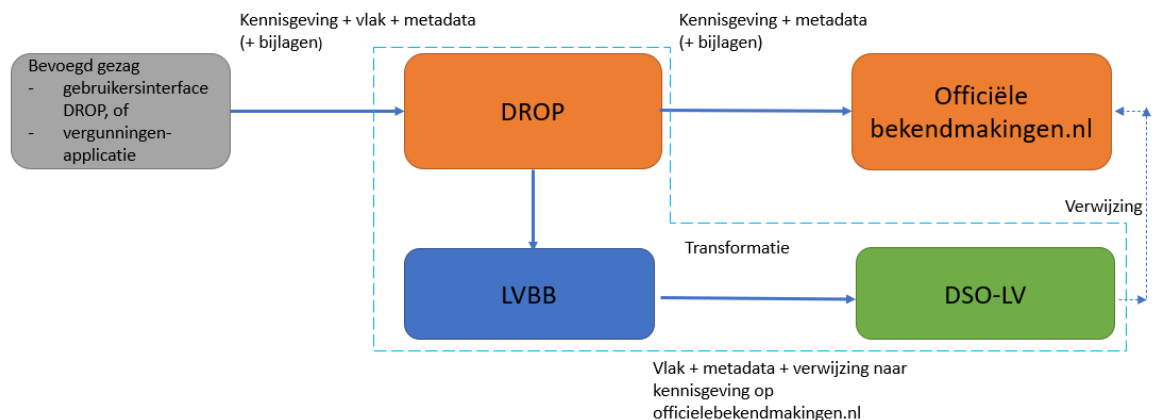 Kennisgeving + vlak + metadata
(+ bijlagen)
Kennisgeving + metadata
(+ bijlagen)
Bevoegd gezag
- gebruikersinterface
DROP, of
- vergunningen-
applicatie
DROP
Officiële
bekendmakingen.nl
Verwijzing
Transformatie
LVBB
DSO-LV
Vlak + metadata + verwijzing naar
kennisgeving op
officielebekendmakingen.nl